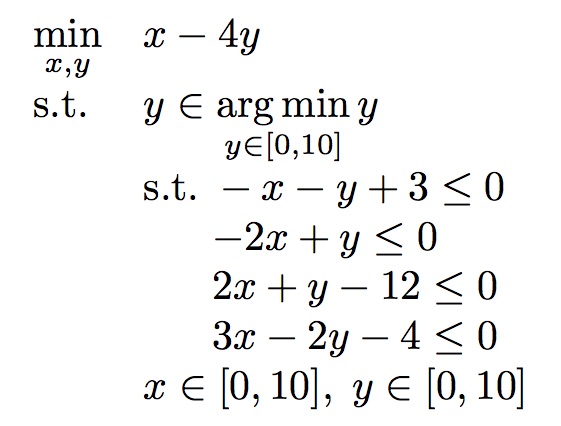 min x − 4y
x,y
s.t. y ∈ arg min y
y∈[0,10]
s.t. − x − y + 3 ≤ 0
−2x + y ≤ 0
2x + y − 12 ≤ 0
3x − 2y − 4 ≤ 0
x ∈ [0, 10], y ∈ [0, 10]